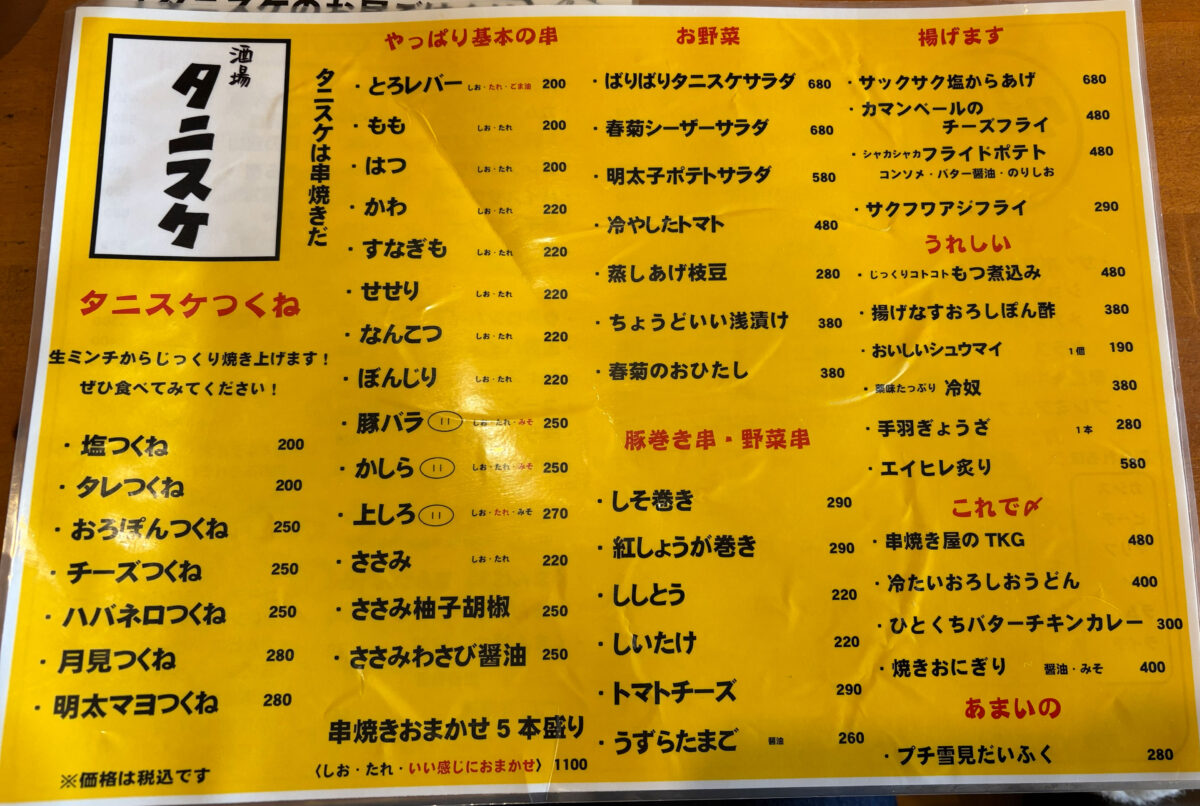 酒場
タニスケ
タニスケは串焼きだ
タニスケつくね
生ミンチからじっくり焼き上げます！
ぜひ食べてみてください！
・塩つくね 200
・タレつくね 200
・おろぽんつくね 250
・チーズつくね 250
・ハバネロつくね 250
・月見つくね 280
・明太マヨつくね 280
※価格は税込です
やっぱり基本の串
・とろレバー しお・たれ・ごま油 200
・もも しお・たれ 200
・はつ しお・たれ 200
・かわ しお・たれ 220
・すなぎも しお・たれ 220
・せせり しお・たれ 220
・なんこつ しお・たれ 220
・ぼんじり しお・たれ 220
・豚バラ しお・たれ・みそ 250
・かしら しお・たれ・みそ 250
・上しろ しお・たれ・みそ 270
・ささみ しお・たれ 220
・ささみ柚子胡椒 250
・ささみわさび醤油 250
串焼きおまかせ5本盛り
〈しお・たれ・いい感じにおまかせ〉 1100
お野菜
・ぱりぱりタニスケサラダ 680
・春菊シーザーサラダ 680
・明太子ポテトサラダ 580
・冷やしたトマト 480
・蒸しあげ枝豆 280
・ちょうどいい浅漬け 380
・春菊のおひたし 380
豚巻き串・野菜串
・しそ巻き 290
・紅しょうが巻き 290
・ししとう 220
・しいたけ 220
・トマトチーズ 290
・うずらたまご 醤油 260
揚げます
・サックサク塩からあげ 680
・カマンベールの
チーズフライ 480
・シャカシャカフライドポテト 480
コンソメ・バター醤油・のりしお
・サクフワアジフライ 290
うれしい
・じっくりコトコトもつ煮込み 480
・揚げなすおろしぽん酢 380
・おいしいシュウマイ 1個 190
・薬味たっぷり 冷奴 380
・手羽ぎょうざ 1本 280
・エイヒレ炙り 580
これで〆
・串焼き屋のTKG 480
・冷たいおろしおうどん 400
・ひとくちバターチキンカレー 300
・焼きおにぎり 醤油・みそ 400
あまいの
・プチ雪見だいふく 280